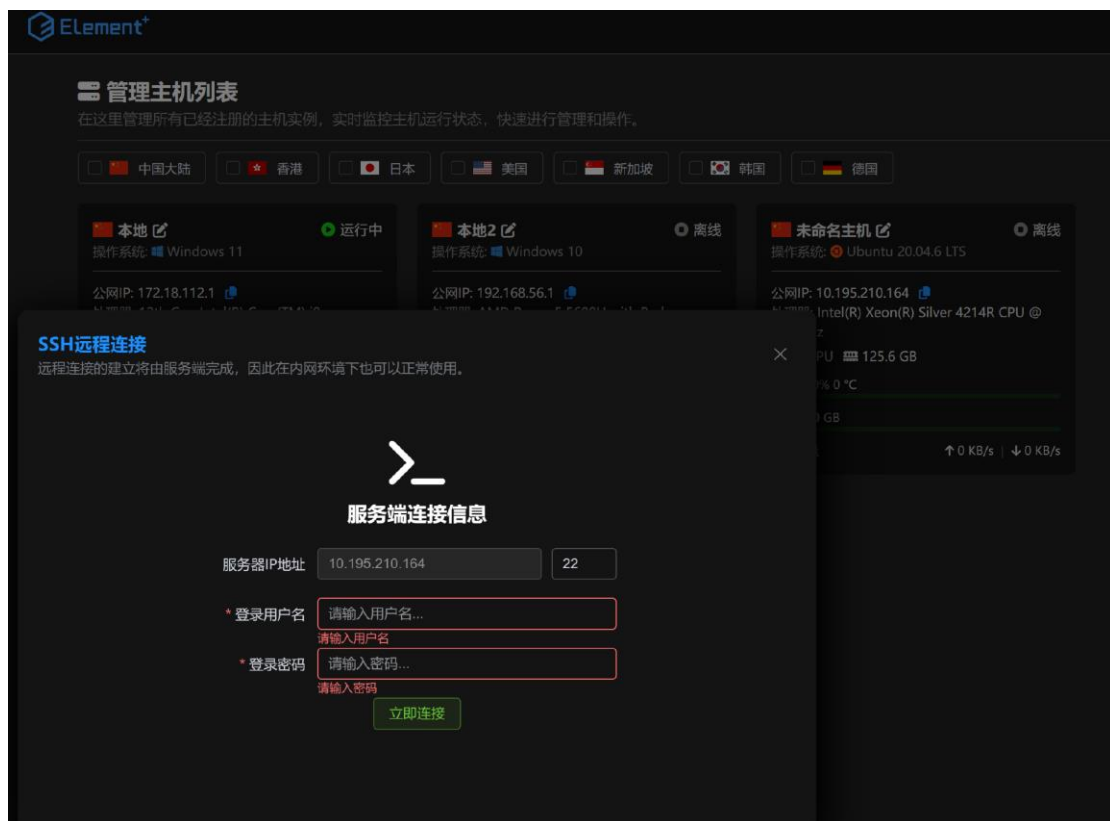 ELement+
管理主机列表
在这里管理所有已经注册的主机实例，实时监控主机运行状态，快速进行管理和操作。
中国大陆 香港 日本 美国 新加坡 韩国 德国
本地 运行中
操作系统: Windows 11
公网IP: 172.18.112.1
本地2 离线
操作系统: Windows 10
公网IP: 192.168.56.1
未命名主机 离线
操作系统: Ubuntu 20.04.6 LTS
公网IP: 10.195.210.164
处理器: Intel(R) Xeon(R) Silver 4214R CPU @
z
PU 125.6 GB
% 0 °C
GB
0 KB/s | 0 KB/s
SSH远程连接
远程连接的建立将由服务端完成，因此在内网环境下也可以正常使用。
服务端连接信息
服务器IP地址 10.195.210.164 22
* 登录用户名 请输入用户名...
请输入用户名
* 登录密码 请输入密码...
请输入密码
立即连接